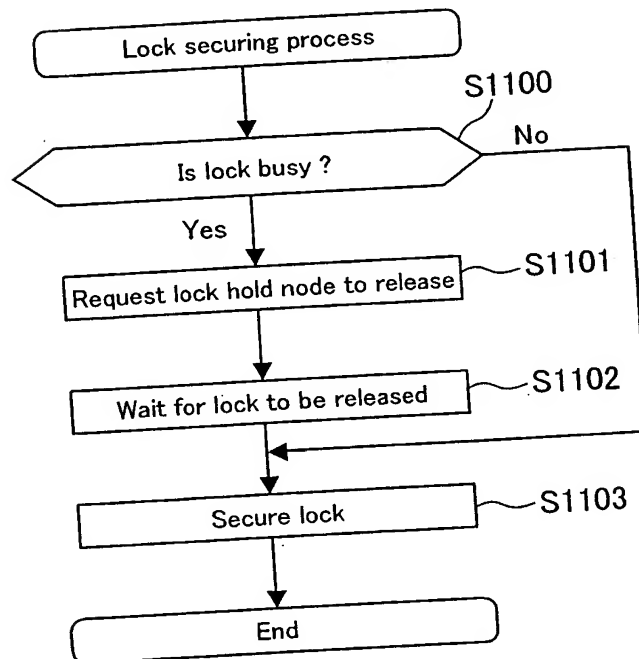 Lock securing process
S1100
Is lock busy ?
No
Yes
Request lock hold node to release
S1101
Wait for lock to be released
S1102
Secure lock
S1103
End